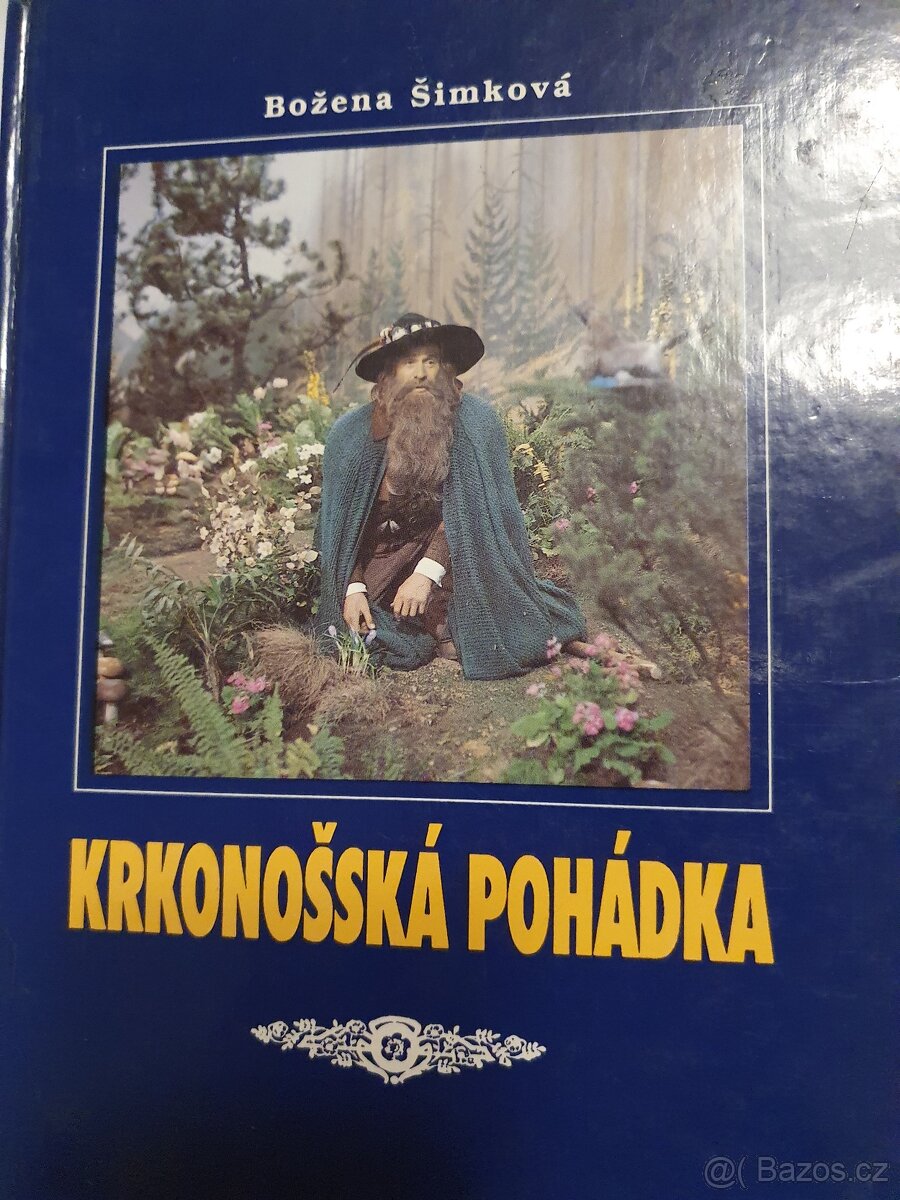 Božena Šimková
KRKONOŠSKÁ POHÁDKA
@( Bazos.cz